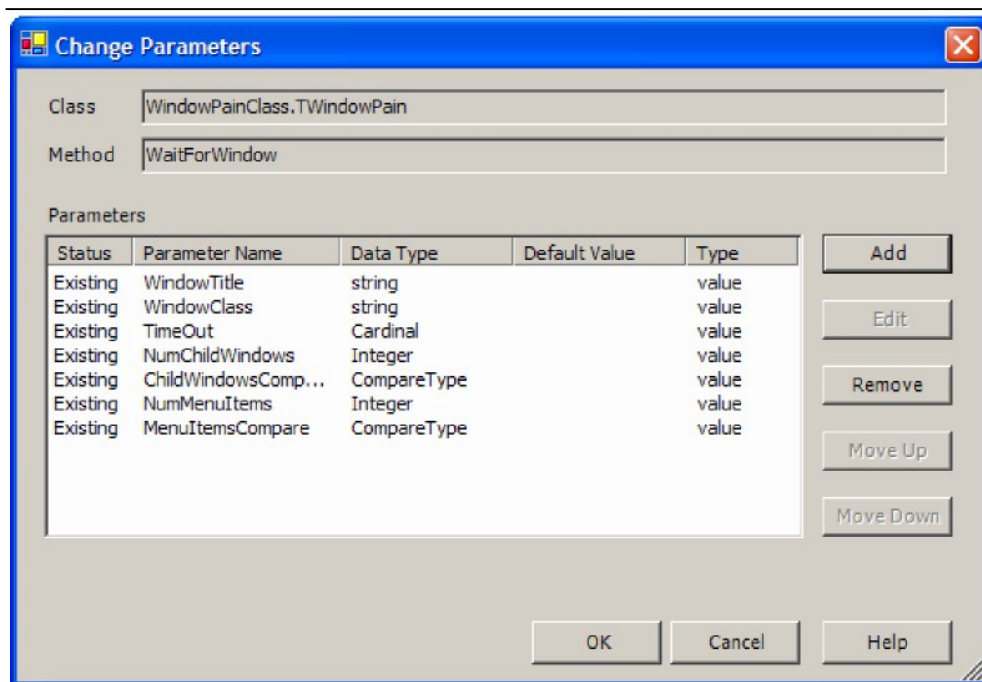 Change Parameters
Class WindowPainClass.TWindowPain
Method WaitForWindow
Parameters
Status Parameter Name Data Type Default Value Type
Existing WindowTitle string value
Existing WindowClass string value
Existing TimeOut Cardinal value
Existing NumChildWindows Integer value
Existing ChildWindowsComp... CompareType value
Existing NumMenuItems Integer value
Existing MenuItemsCompare CompareType value
Add
Edit
Remove
Move Up
Move Down
OK Cancel Help